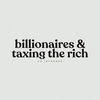 billionaires &
taxing the rich